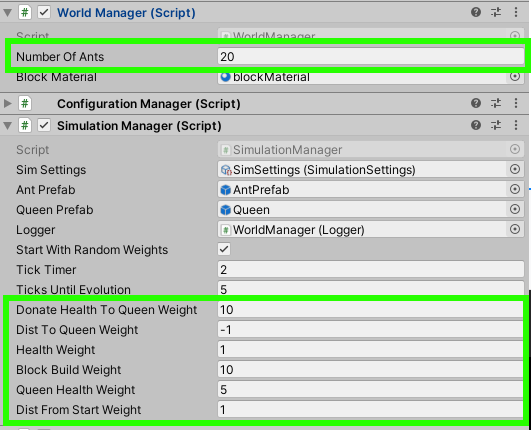 # World Manager (Script)
Script # WorldManager
Number Of Ants 20
Block Material blockMaterial
# Configuration Manager (Script)
# Simulation Manager (Script)
Script # SimulationManager
Sim Settings SimSettings (SimulationSettings)
Ant Prefab AntPrefab
Queen Prefab Queen
Logger # WorldManager (Logger)
Start With Random Weights
Tick Timer 2
Ticks Until Evolution 5
Donate Health To Queen Weight 10
Dist To Queen Weight -1
Health Weight 1
Block Build Weight 10
Queen Health Weight 5
Dist From Start Weight 1